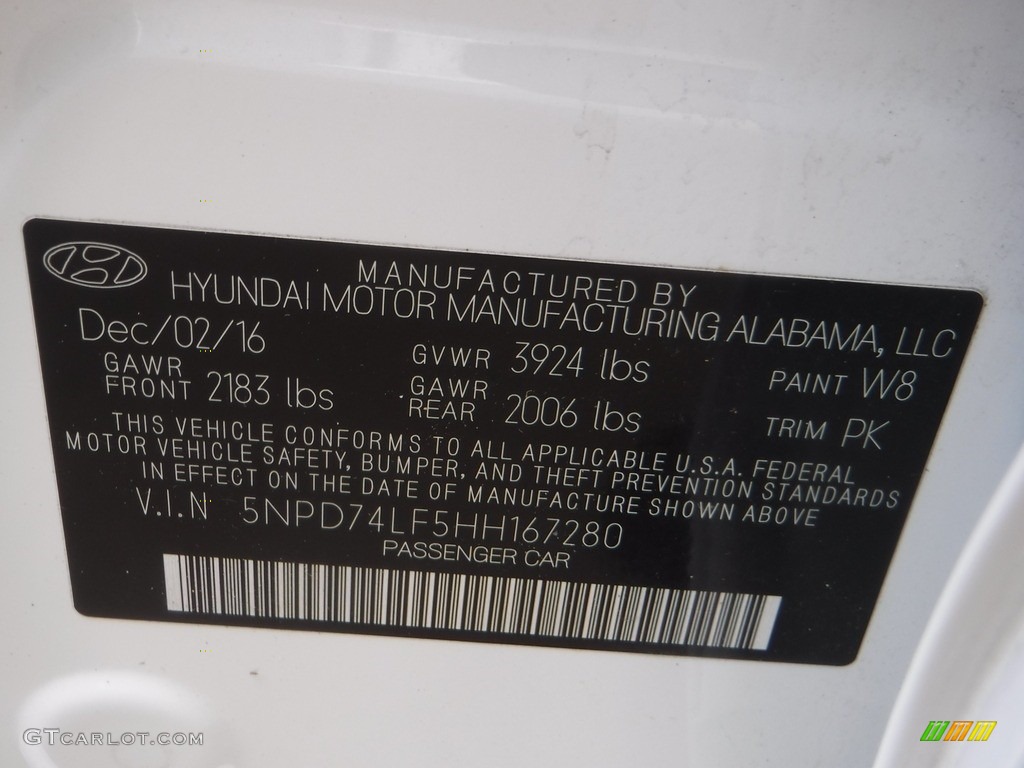 MANUFACTURED BY
HYUNDAI MOTOR MANUFACTURING ALABAMA, LLC
Dec/02/16
GVWR 3924 lbs
PAINT W8
GAWR FRONT 2183 lbs
GAWR REAR 2006 lbs
TRIM PK
THIS VEHICLE CONFORMS TO ALL APPLICABLE U.S.A. FEDERAL
MOTOR VEHICLE SAFETY, BUMPER, AND THEFT PREVENTION STANDARDS
IN EFFECT ON THE DATE OF MANUFACTURE SHOWN ABOVE
V.I.N 5NPD74LF5HH167280
PASSENGER CAR
GTCARLOT.COM